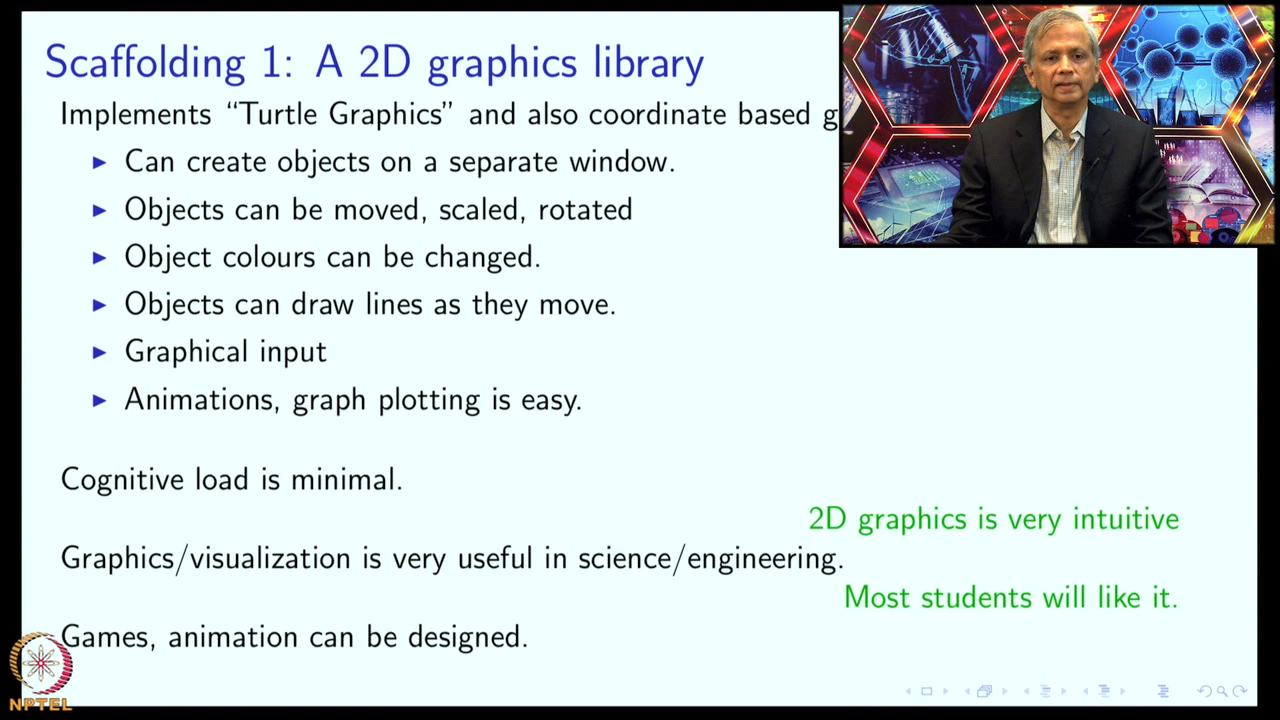 Scaffolding 1: A 2D graphics library
Implements “Turtle Graphics” and also coordinate based g
▶ Can create objects on a separate window.
▶ Objects can be moved, scaled, rotated
▶ Object colours can be changed.
▶ Objects can draw lines as they move.
▶ Graphical input
▶ Animations, graph plotting is easy.
Cognitive load is minimal.
2D graphics is very intuitive
Graphics/visualization is very useful in science/engineering.
Most students will like it.
Games, animation can be designed.
NPTEL